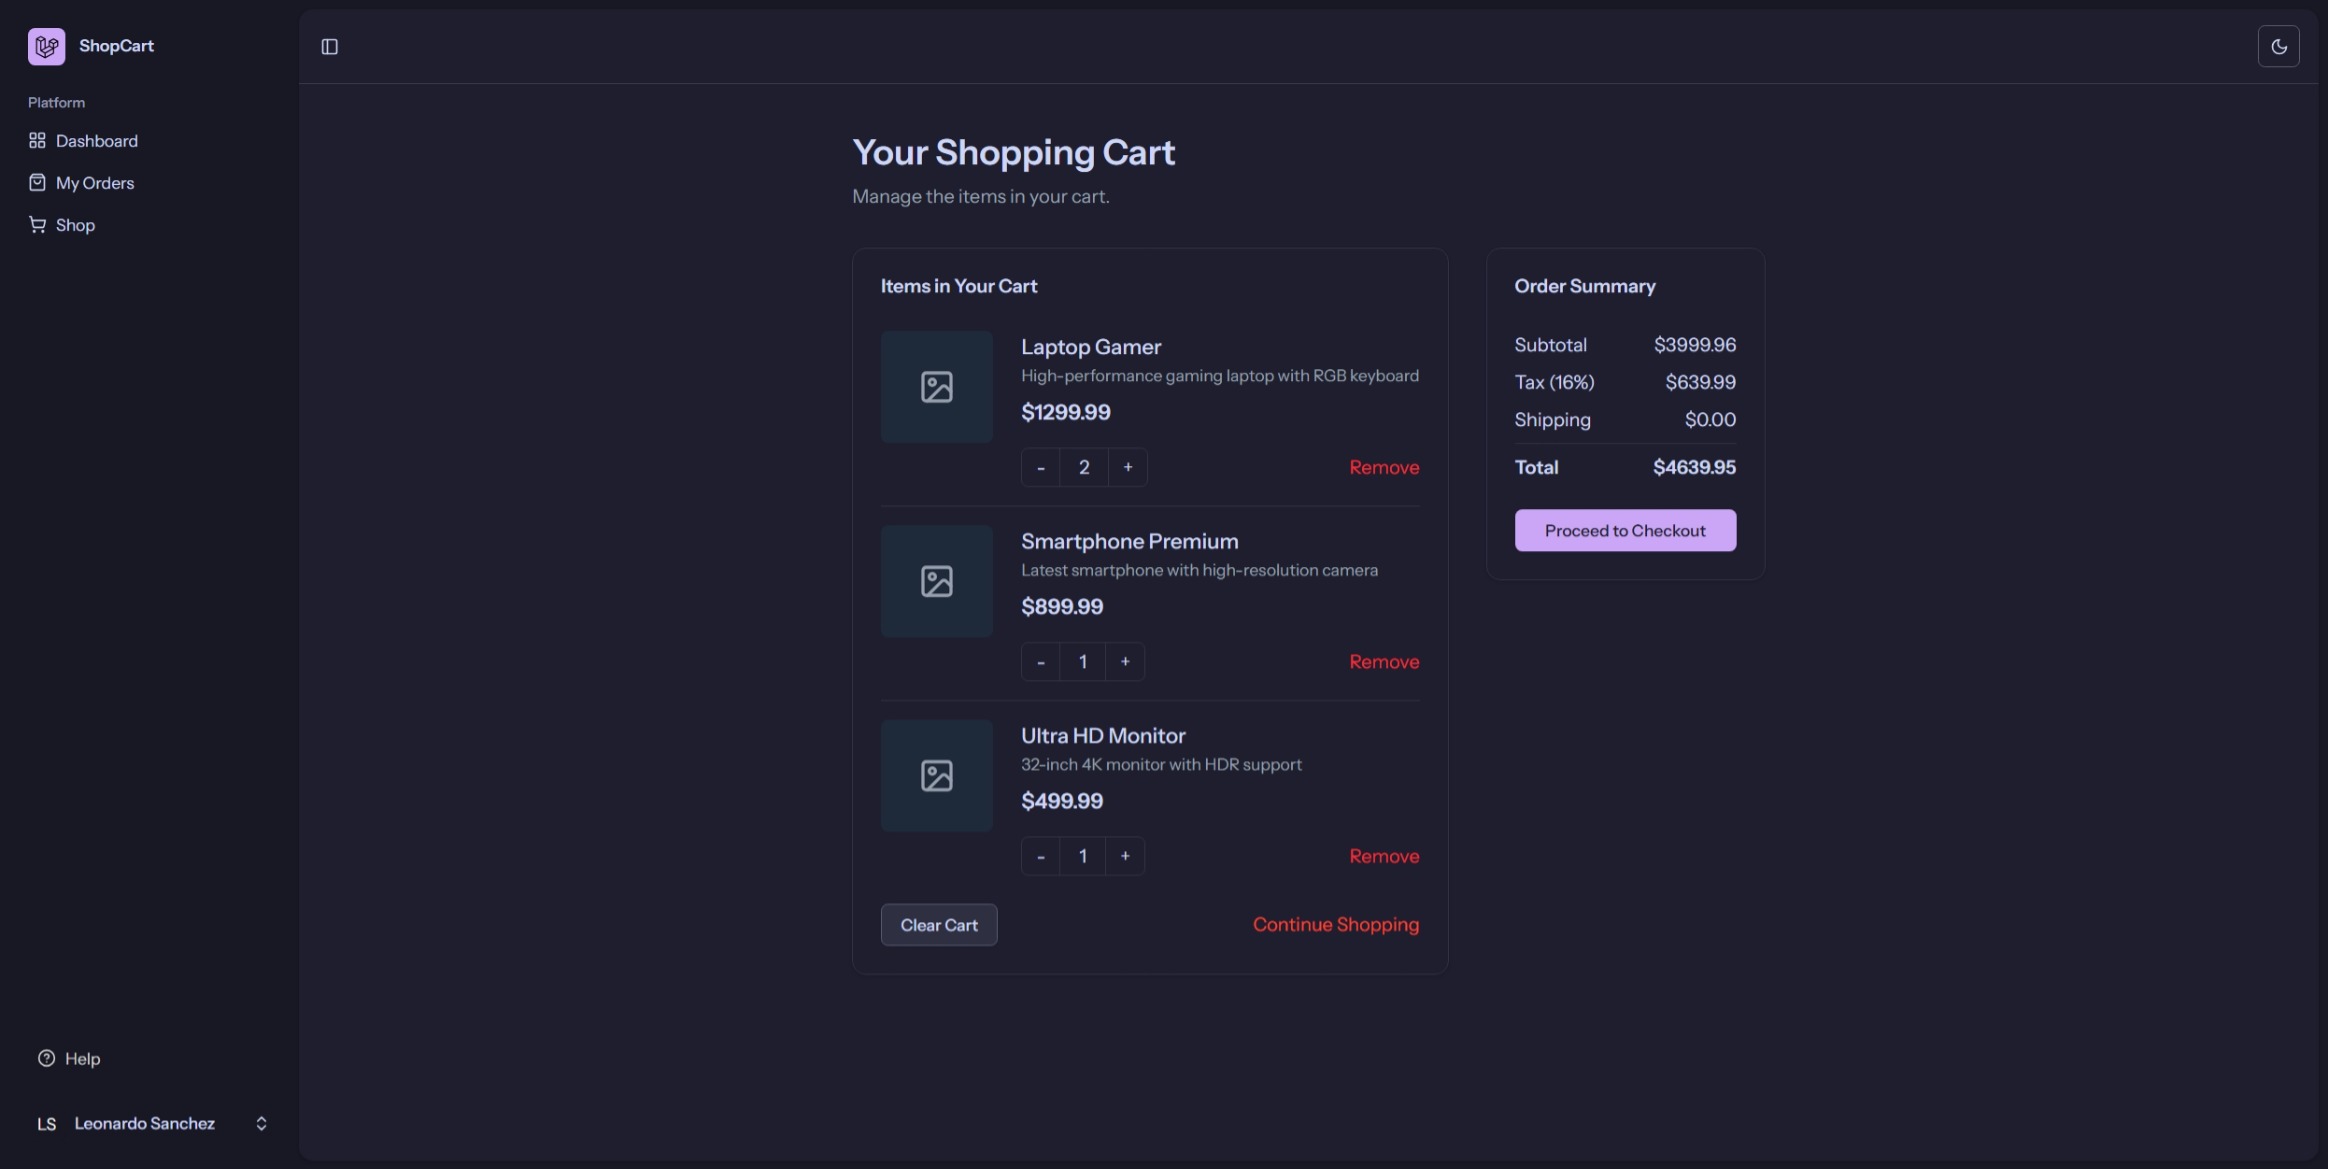 ShopCart
Platform
Dashboard
My Orders
Shop
Help
LS Leonardo Sanchez
Your Shopping Cart
Manage the items in your cart.
Items in Your Cart
Laptop Gamer
High-performance gaming laptop with RGB keyboard
$1299.99
- 2 + Remove
Smartphone Premium
Latest smartphone with high-resolution camera
$899.99
- 1 + Remove
Ultra HD Monitor
32-inch 4K monitor with HDR support
$499.99
- 1 + Remove
Clear Cart Continue Shopping
Order Summary
Subtotal $3999.96
Tax (16%) $639.99
Shipping $0.00
Total $4639.95
Proceed to Checkout